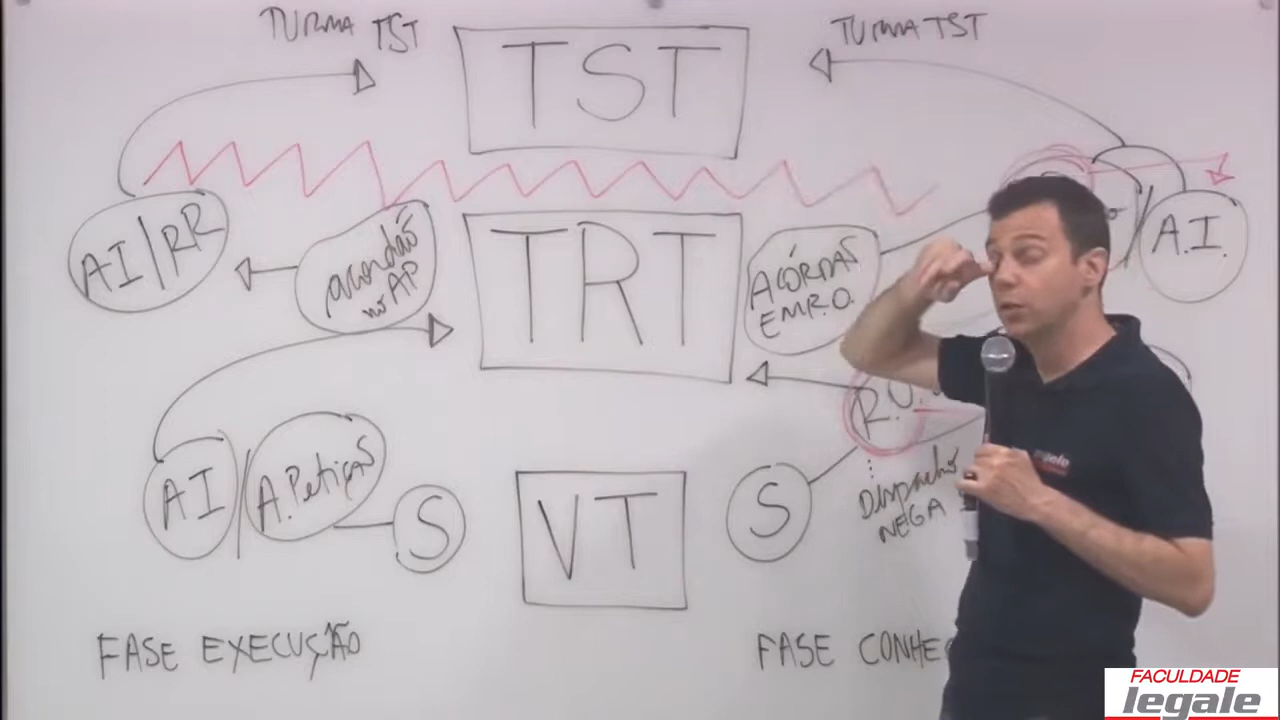 TURMA TST
TST
TURMA TST
AI/RR
acordão
no AP
TRT
ACÓRDÃO
EM R.O.
A.I.
R.O.
AI
A. Petição
S
VT
S
Despacho
NEGA
FASE EXECUÇÃO
FASE CONHE
FACULDADE
legale